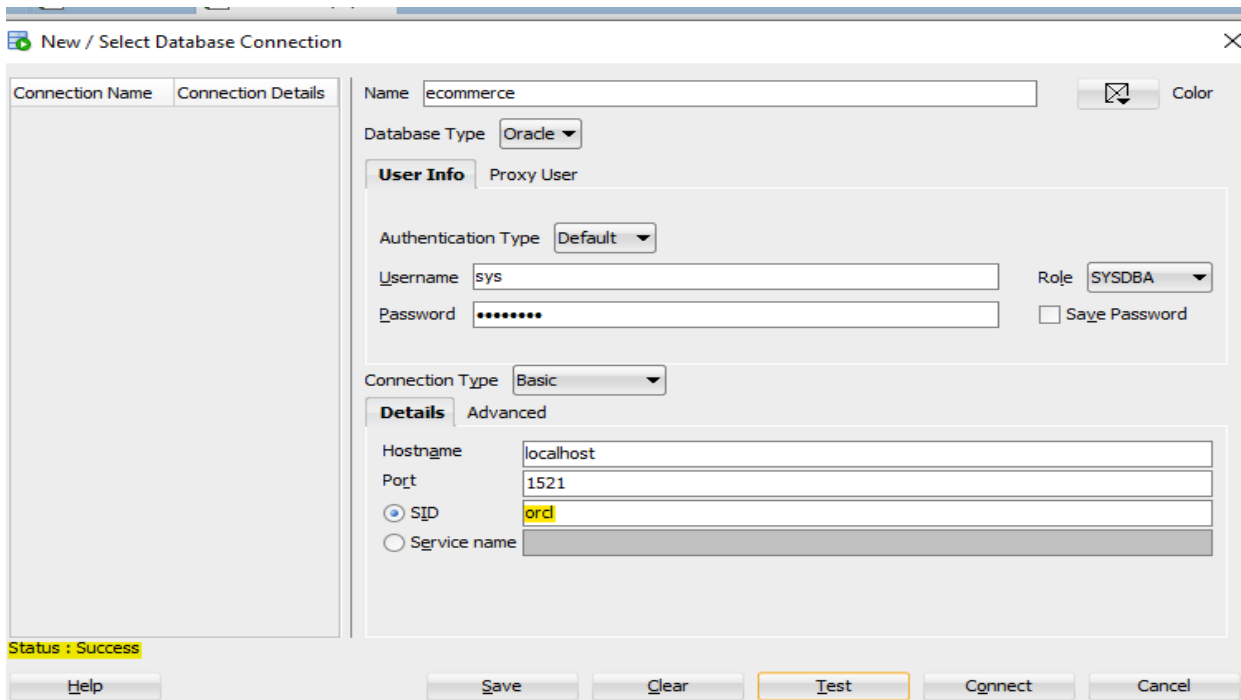 New / Select Database Connection
Connection Name Connection Details
Name ecommerce Color
Database Type Oracle
User Info Proxy User
Authentication Type Default
Username sys Role SYSDBA
Password •••••••• Save Password
Connection Type Basic
Details Advanced
Hostname localhost
Port 1521
SID orcl
Service name
Status : Success
Help Save Clear Test Connect Cancel